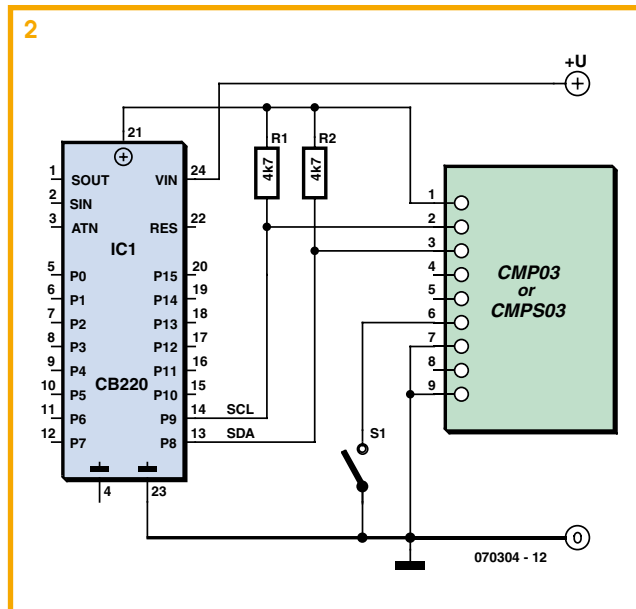 2
+U
21
R1
R2
4k7
4k7
1
SOUT
VIN
24
2
SIN
3
ATN
RES
22
IC1
5
P0
P15
20
6
P1
P14
19
7
P2
P13
18
8
P3
P12
17
9
P4
P11
16
10
P5
CB220
P10
15
11
P6
P9
14
SCL
12
P7
P8
13
SDA
4
23
S1
1
2
3
4
5
6
7
8
9
CMP03
or
CMPS03
0
070304 - 12